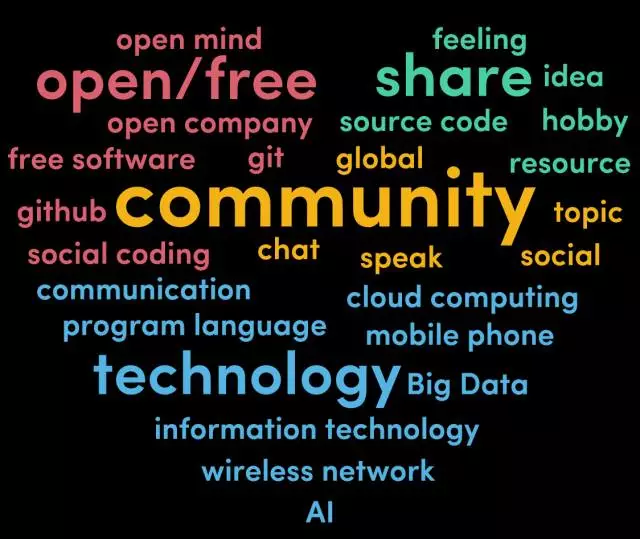 open mind
feeling
open/free
share
idea
open company
source code
hobby
free software
git
global
resource
github
community
topic
social coding
chat
speak
social
communication
cloud computing
program language
mobile phone
technology
Big Data
information technology
wireless network
AI